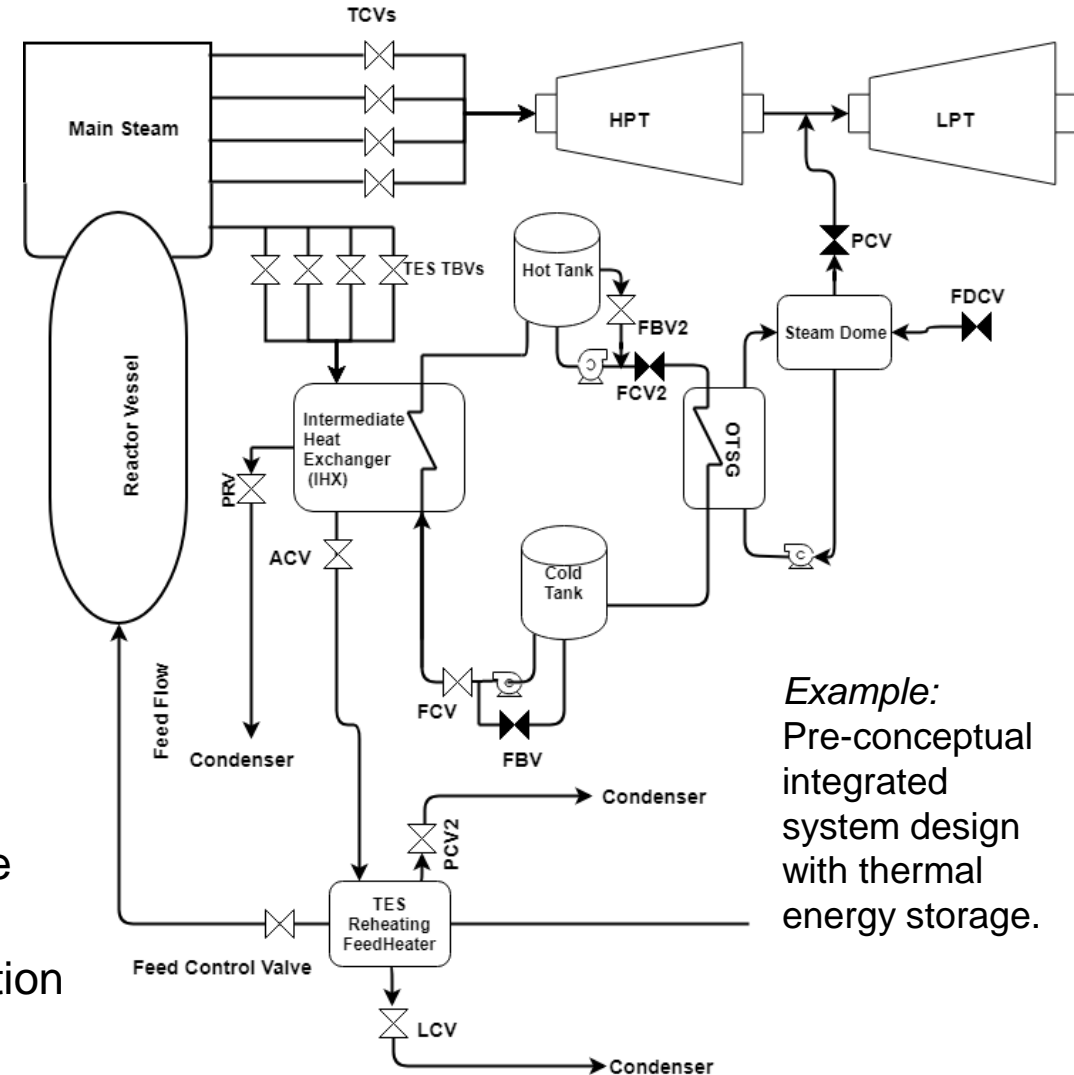 TCVs
Main Steam
HPT
LPT
PCV
TES TBVs
Hot Tank
FBV2
FDCV
Steam Dome
FCV2
Reactor Vessel
Intermediate
Heat
Exchanger
(IHX)
OTSG
PRV
ACV
C
Cold
Tank
FCV
FBV
Feed Flow
Condenser
Example:
Pre-conceptual
integrated
system design
with thermal
energy storage.
Condenser
PCV2
e
TES
Reheating
FeedHeater
Feed Control Valve
tion
LCV
Condenser